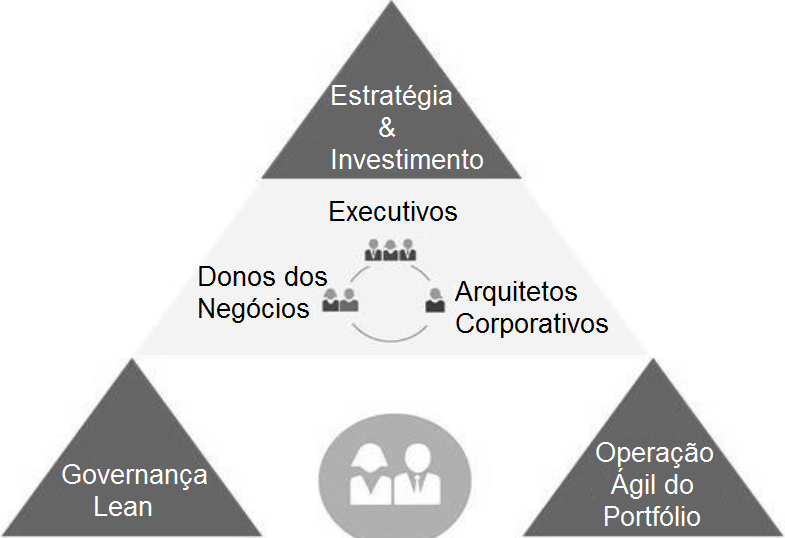 Estratégia
&
Investimento
Executivos
Donos dos
Negócios
Arquitetos
Corporativos
Governança
Lean
Operação
Ágil do
Portfólio